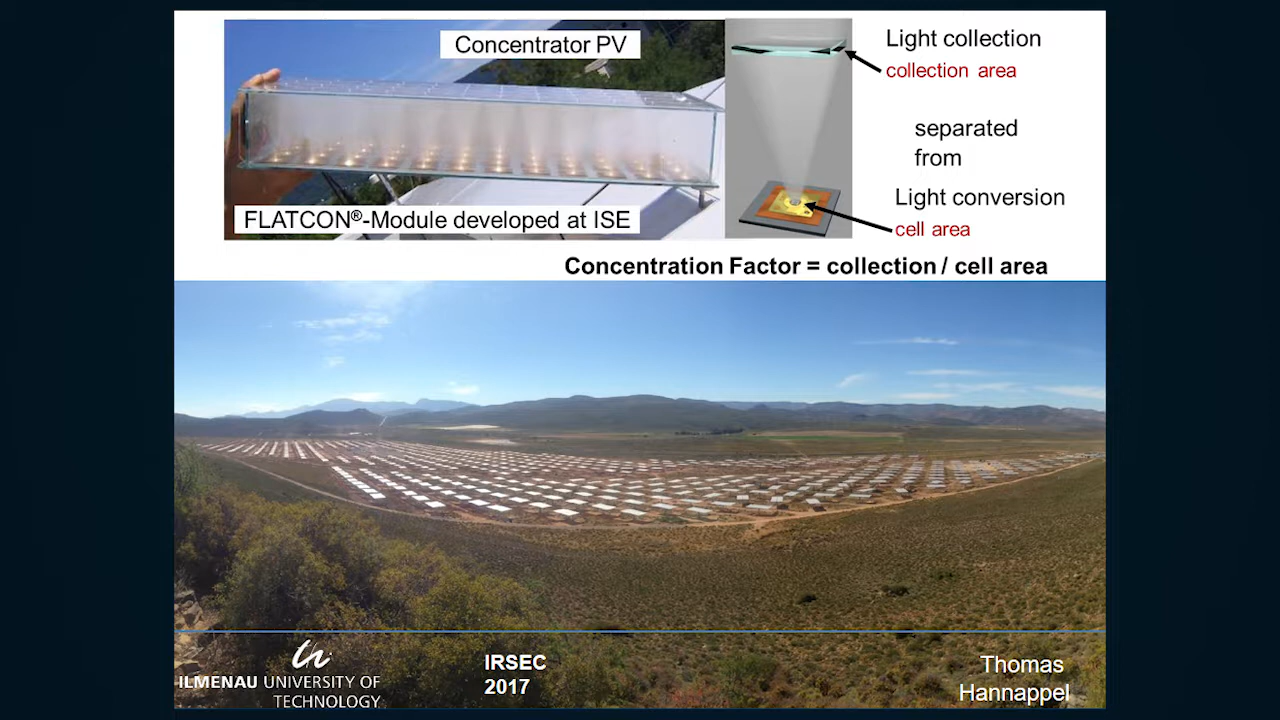 Concentrator PV
FLATCON®-Module developed at ISE
Light collection
collection area
separated
from
Light conversion
cell area
Concentration Factor = collection / cell area
ILMENAU UNIVERSITY OF
TECHNOLOGY
IRSEC
2017
Thomas
Hannappel